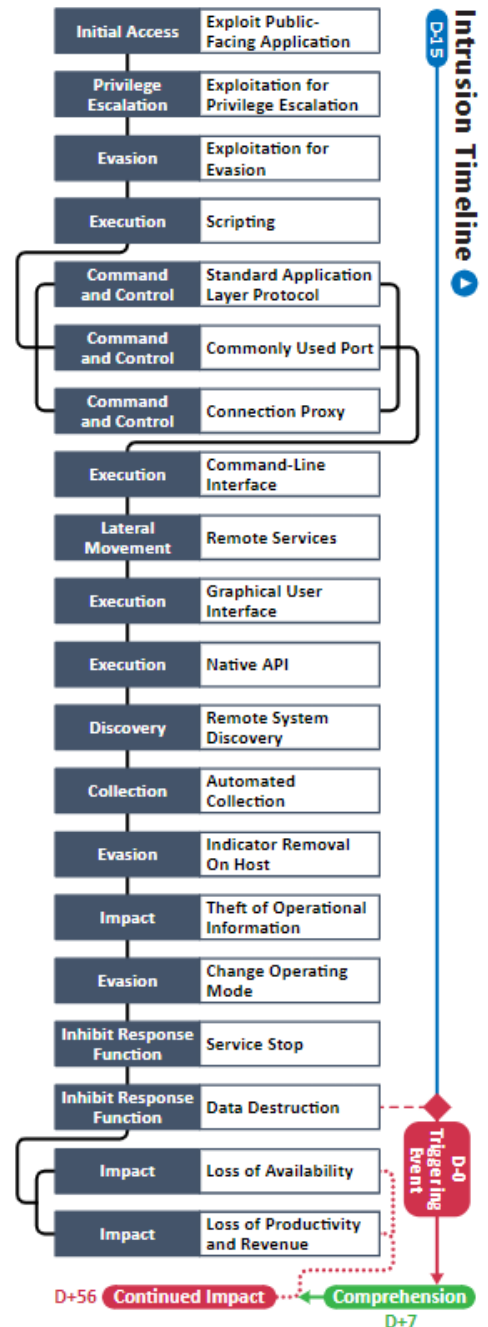 Intrusion Timeline
D-15
Initial Access
Exploit Public-
Facing Application
Privilege
Escalation
Exploitation for
Privilege Escalation
Evasion
Exploitation for
Evasion
Execution
Scripting
Command
and Control
Standard Application
Layer Protocol
Command
and Control
Commonly Used Port
Command
and Control
Connection Proxy
Execution
Command-Line
Interface
Lateral
Movement
Remote Services
Execution
Graphical User
Interface
Execution
Native API
Discovery
Remote System
Discovery
Collection
Automated
Collection
Evasion
Indicator Removal
On Host
Impact
Theft of Operational
Information
Evasion
Change Operating
Mode
Inhibit Response
Function
Service Stop
Inhibit Response
Function
Data Destruction
D-0
Triggering
Event
Impact
Loss of Availability
Impact
Loss of Productivity
and Revenue
D+56
Continued Impact
Comprehension
D+7